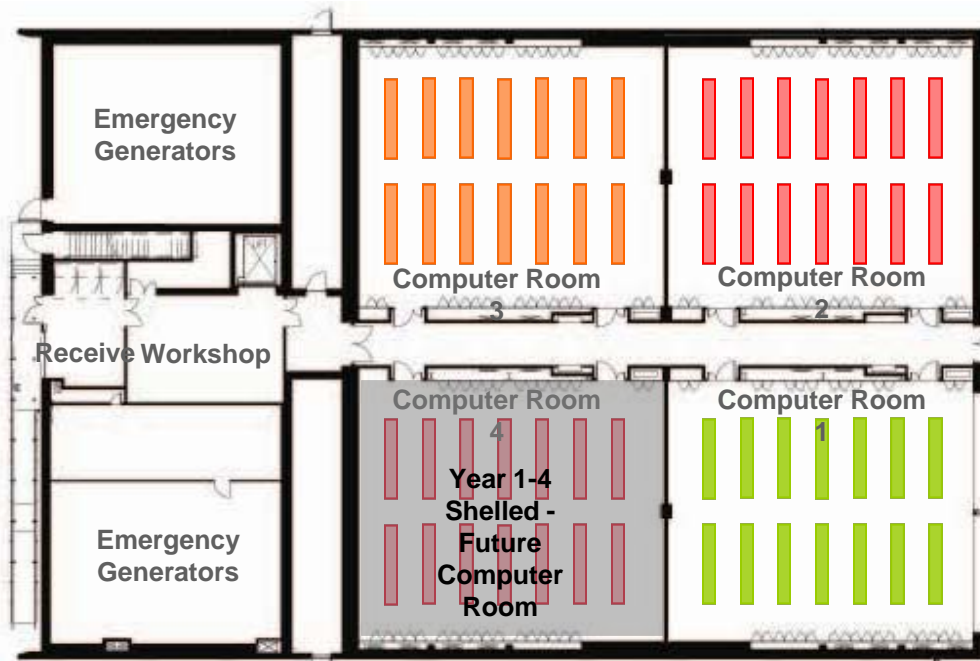 Emergency
Generators
Computer Room
3
Computer Room
2
Receive
Workshop
Computer Room
4
Year 1-4
Shelled -
Future
Computer
Room
Computer Room
1
Emergency
Generators